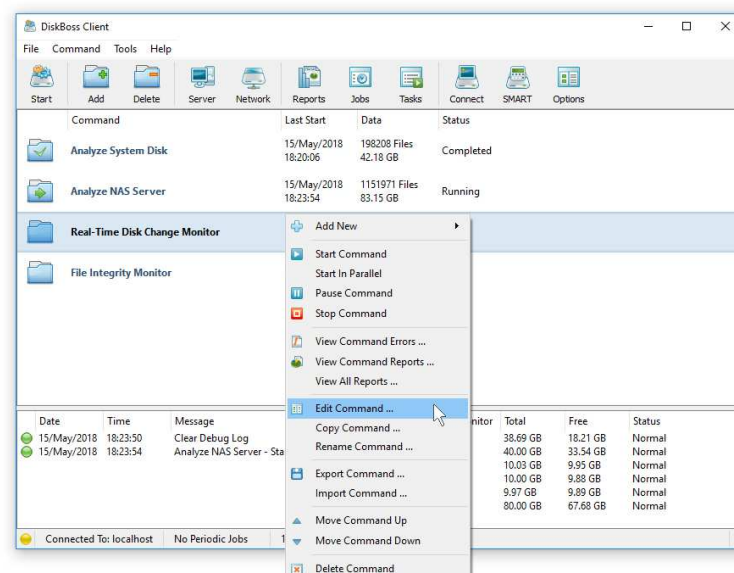 DiskBoss Client
File Command Tools Help
Start Add Delete Server Network Reports Jobs Tasks Connect SMART Options
Command Last Start Data Status
Analyze System Disk 15/May/2018 18:20:06 198208 Files 42.18 GB Completed
Analyze NAS Server 15/May/2018 18:23:54 1151971 Files 83.15 GB Running
Real-Time Disk Change Monitor
File Integrity Monitor
Add New
Start Command
Start In Parallel
Pause Command
Stop Command
View Command Errors ...
View Command Reports ...
View All Reports ...
Edit Command ...
Copy Command ...
Rename Command ...
Export Command ...
Import Command ...
Move Command Up
Move Command Down
Delete Command
Date Time Message
15/May/2018 18:23:50 Clear Debug Log
15/May/2018 18:23:54 Analyze NAS Server - Sta
nitor Total Free Status
38.69 GB 18.21 GB Normal
40.00 GB 33.54 GB Normal
10.03 GB 9.95 GB Normal
10.00 GB 9.88 GB Normal
9.97 GB 9.89 GB Normal
80.00 GB 67.68 GB Normal
Connected To: localhost No Periodic Jobs 1